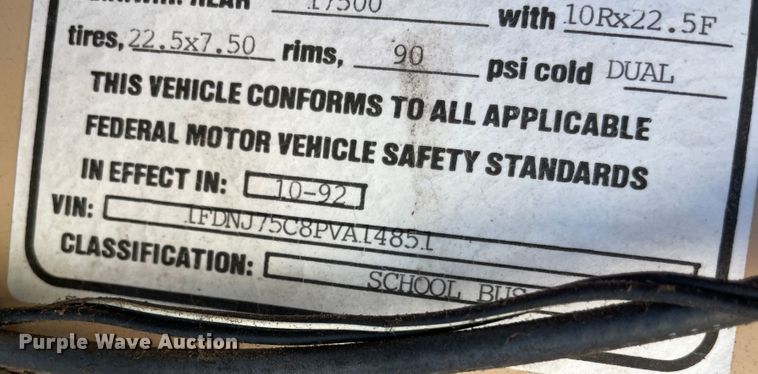 17500 with 10Rx22.5F
tires, 22.5x7.50 rims, 90 psi cold DUAL
THIS VEHICLE CONFORMS TO ALL APPLICABLE
FEDERAL MOTOR VEHICLE SAFETY STANDARDS
IN EFFECT IN: 10-92
VIN: 1FDNJ75C8PVA14851
CLASSIFICATION: SCHOOL BUS
Purple Wave Auction